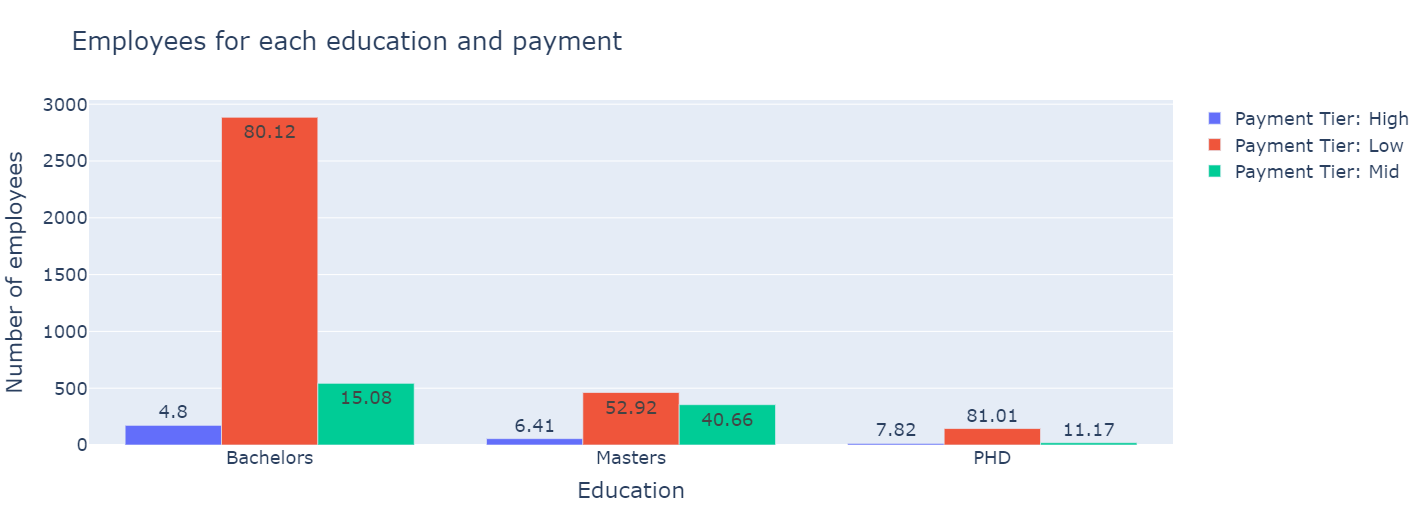 Employees for each education and payment
Number of employees
3000
2500
2000
1500
1000
500
0
80.12
4.8
15.08
6.41
52.92
40.66
7.82
81.01
11.17
Bachelors
Masters
PHD
Education
Payment Tier: High
Payment Tier: Low
Payment Tier: Mid